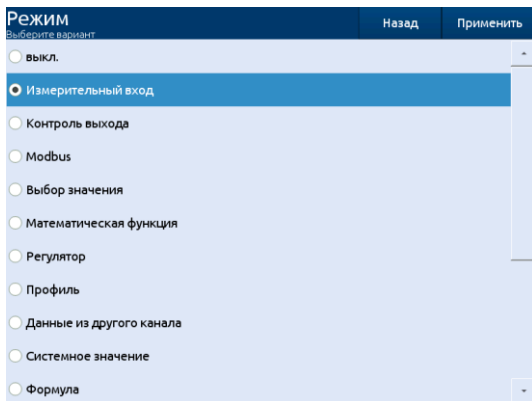 Режим
Выберите вариант
Назад
Применить
выкл.
Измерительный вход
Контроль выхода
Modbus
Выбор значения
Математическая функция
Регулятор
Профиль
Данные из другого канала
Системное значение
Формула